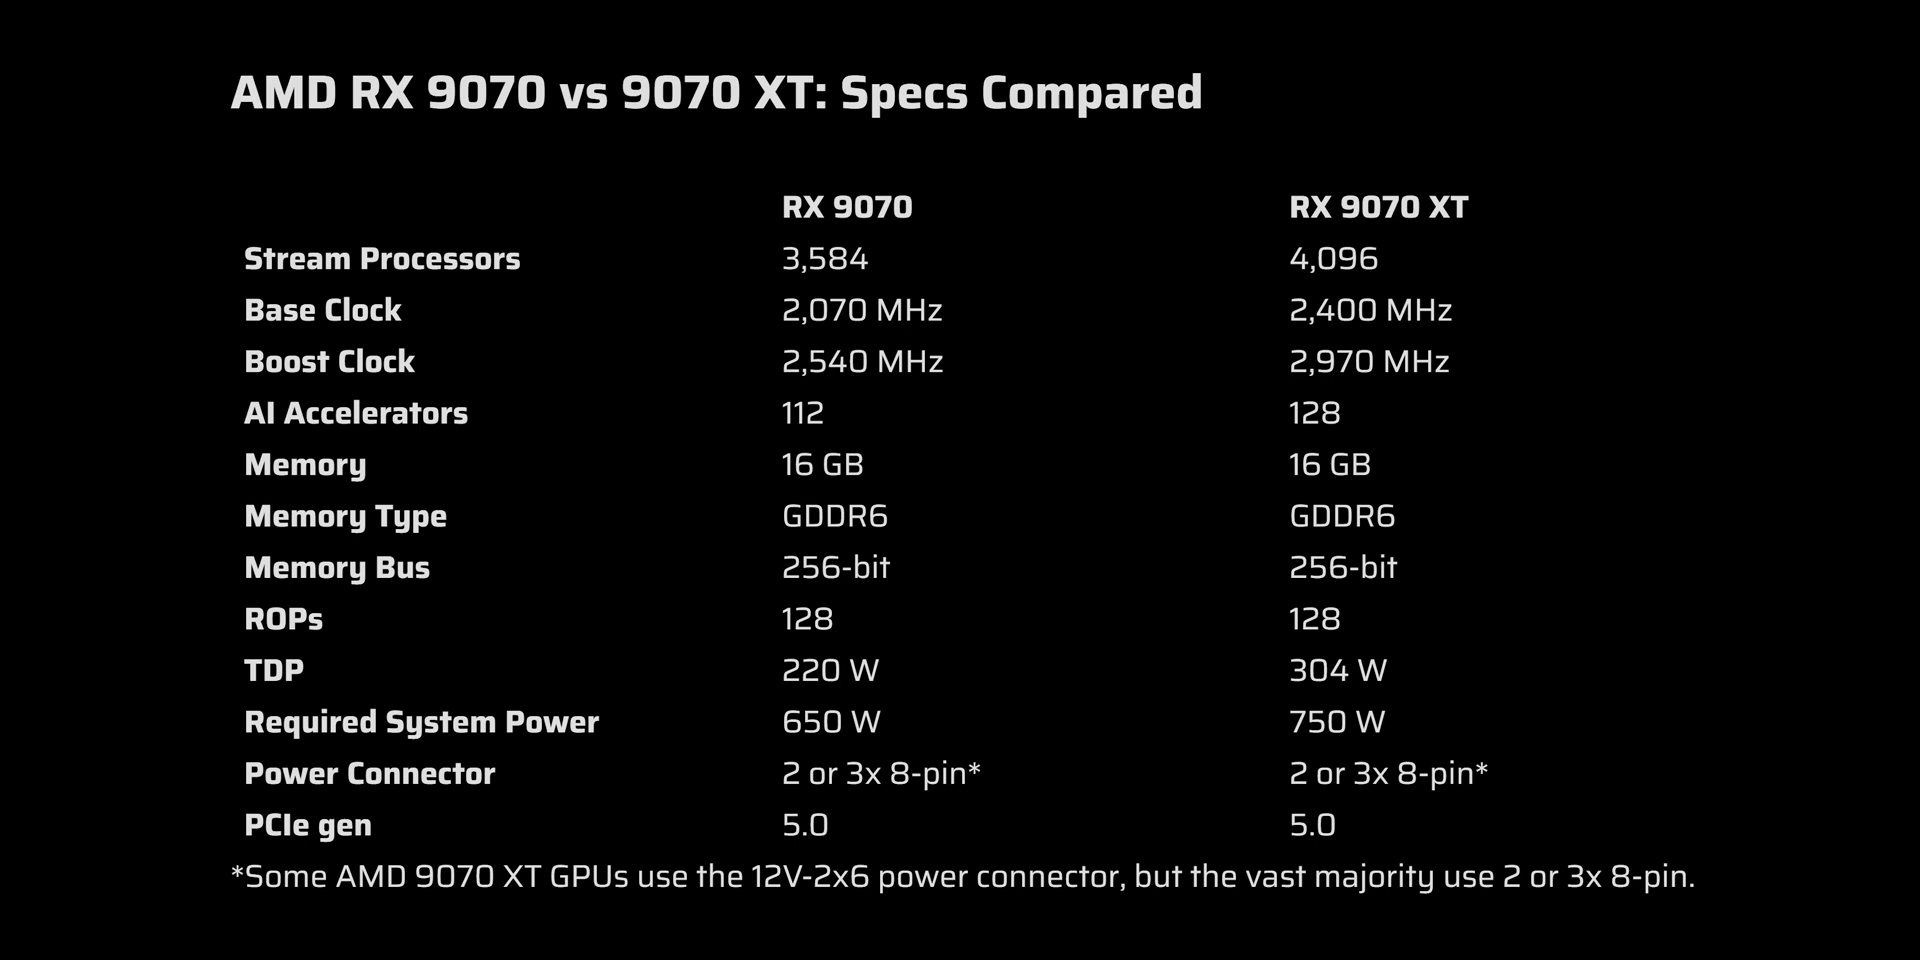 AMD RX 9070 vs 9070 XT: Specs Compared
RX 9070 RX 9070 XT
Stream Processors 3,584 4,096
Base Clock 2,070 MHz 2,400 MHz
Boost Clock 2,540 MHz 2,970 MHz
AI Accelerators 112 128
Memory 16 GB 16 GB
Memory Type GDDR6 GDDR6
Memory Bus 256-bit 256-bit
ROPs 128 128
TDP 220 W 304 W
Required System Power 650 W 750 W
Power Connector 2 or 3x 8-pin* 2 or 3x 8-pin*
PCIe gen 5.0 5.0
*Some AMD 9070 XT GPUs use the 12V-2x6 power connector, but the vast majority use 2 or 3x 8-pin.